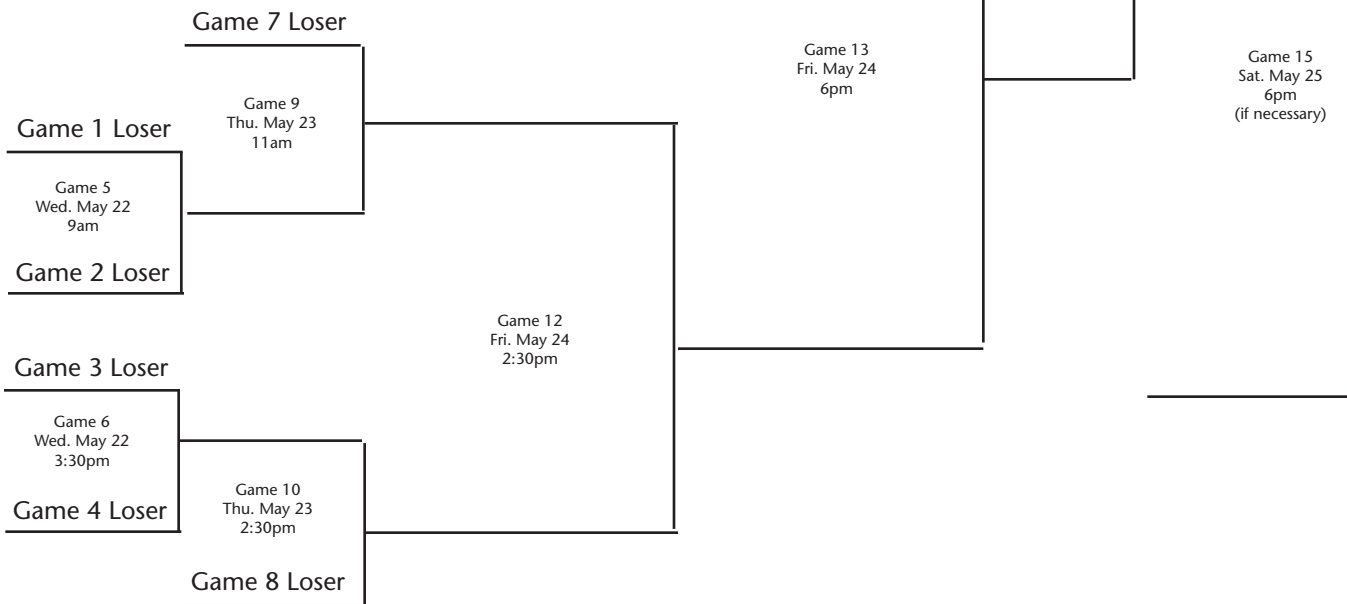 Game 7 Loser
Game 13
Fri. May 24
6pm
Game 15
Sat. May 25
6pm
(if necessary)
Game 9
Thu. May 23
11am
Game 1 Loser
Game 5
Wed. May 22
9am
Game 2 Loser
Game 12
Fri. May 24
2:30pm
Game 3 Loser
Game 6
Wed. May 22
3:30pm
Game 10
Thu. May 23
2:30pm
Game 4 Loser
Game 8 Loser